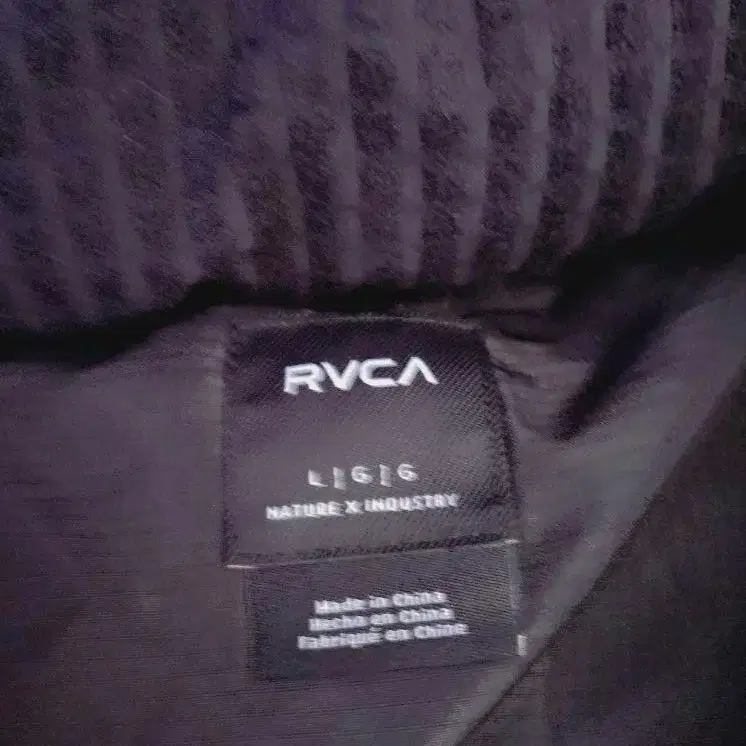 RVCA
L | G | G
NATURE X INDUSTRY
Made in China
Hecho en China
Fabriqué en Chine